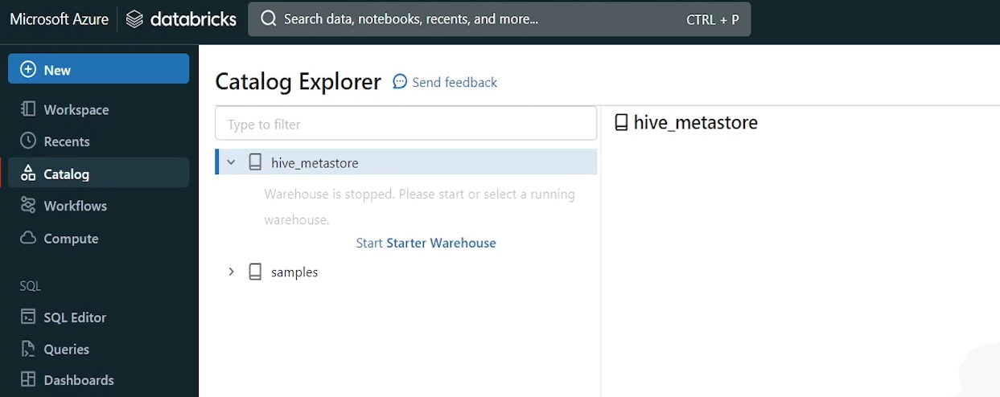 Microsoft Azure databricks Search data, notebooks, recents, and more... CTRL + P
New
Workspace
Recents
Catalog
Workflows
Compute
SQL
SQL Editor
Queries
Dashboards
Catalog Explorer Send feedback
Type to filter
hive_metastore
Warehouse is stopped. Please start or select a running
warehouse.
Start Starter Warehouse
samples
hive_metastore